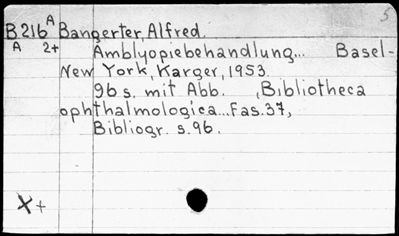 5
B216 A Bangerter, Alfred.
A 2+ Amblyopiebehandlung... Basel-
New York, Karger, 1953.
96 s. mit Abb. , Bibliotheca
ophthalmologica... Fas. 37,
Bibliogr. s. 96.
X+